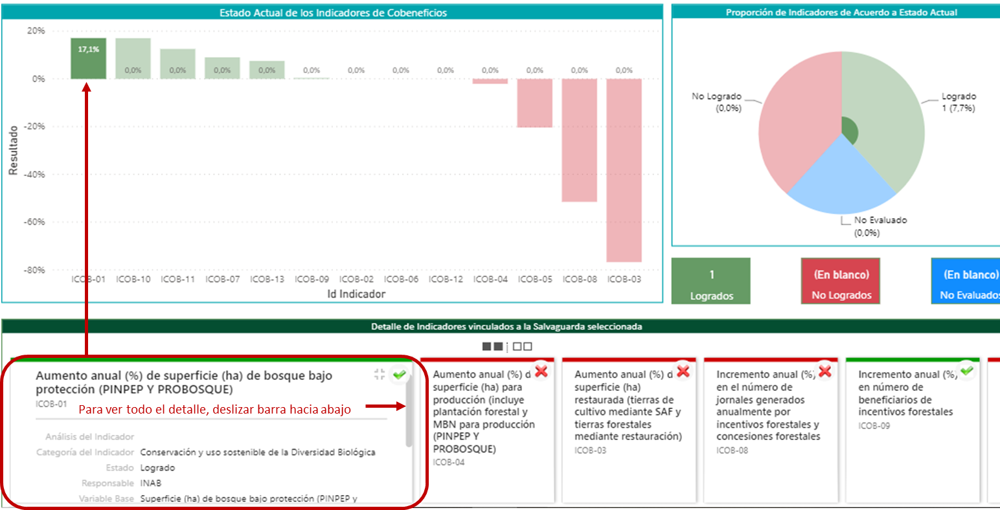 Estado Actual de los Indicadores de Cobeneficios
20%
0%
-20%
-40%
-60%
-80%
Resultado
17,1%
0,0%
0,0%
0,0%
0,0%
0,0%
0,0%
0,0%
0,0%
0,0%
0,0%
0,0%
0,0%
ICOB-01
ICOB-10
ICOB-11
ICOB-07
ICOB-13
ICOB-09
ICOB-02
ICOB-06
ICOB-12
ICOB-04
ICOB-05
ICOB-08
ICOB-03
Id Indicador
Proporción de Indicadores de Acuerdo a Estado Actual
No Logrado
(0,0%)
Logrado
1 (7,7%)
No Evaluado
(0,0%)
1
Logrados
(En blanco)
No Logrados
(En blanco)
No Evaluados
Detalle de Indicadores vinculados a la Salvaguarda seleccionada
Aumento anual (%) de superficie (ha) de bosque bajo
protección (PINPEP Y PROBOSQUE)
ICOB-01
Para ver todo el detalle, deslizar barra hacia abajo
Análisis del Indicador
Categoría del Indicador Conservación y uso sostenible de la Diversidad Biológica
Estado Logrado
Responsable INAB
Variable Base Superficie (ha) de bosque bajo protección (PINPEP y
Aumento anual (%) d
superficie (ha) para
producción (incluye
plantación forestal y
MBN para producción
(PINPEP Y
PROBOSQUE)
ICOB-04
Aumento anual (%) d
superficie (ha)
restaurada (tierras de
cultivo mediante SAF y
tierras forestales
mediante restauración)
ICOB-03
Incremento anual (%)
en el número de
jornales generados
anualmente por
incentivos forestales y
concesiones forestales
ICOB-08
Incremento anual (%)
en número de
beneficiarios de
incentivos forestales
ICOB-09